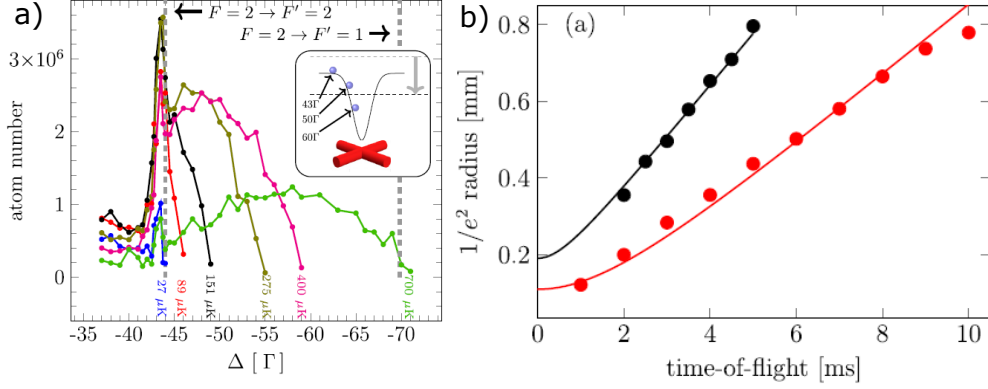 a)
F = 2 → F′ = 2
F = 2 → F′ = 1
3×10⁶
2
1
0
atom number
43Γ
50Γ
60Γ
27 μK
89 μK
151 μK
275 μK
400 μK
700 μK
-35
-40
-45
-50
-55
-60
-65
-70
Δ [ Γ ]
b)
(a)
0.8
0.6
0.4
0.2
1/e² radius [mm]
0
2
4
6
8
10
time-of-flight [ms]